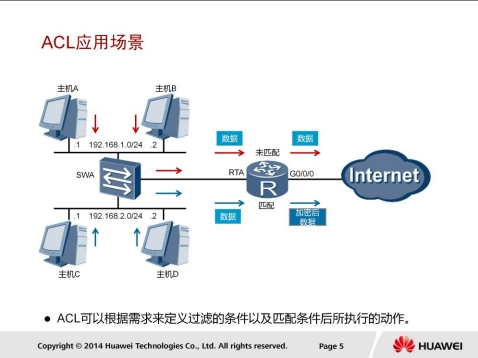 ACL应用场景
主机A
主机B
.1 192.168.1.0/24 .2
数据
数据
未匹配
SWA
RTA
G0/0/0
R
Internet
匹配
.1 192.168.2.0/24 .2
数据
加密后
数据
主机C
主机D
● ACL可以根据需求来定义过滤的条件以及匹配条件后所执行的动作。
Copyright © 2014 Huawei Technologies Co., Ltd. All rights reserved.
Page 5
HUAWEI